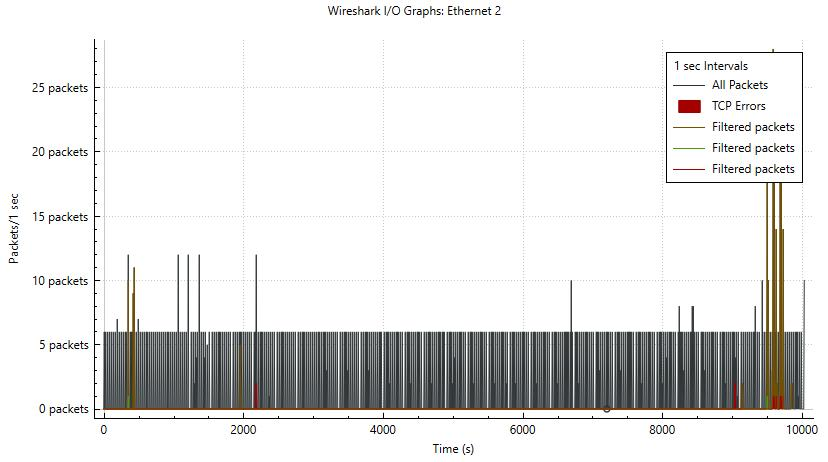 Wireshark I/O Graphs: Ethernet 2
1 sec Intervals
All Packets
TCP Errors
Filtered packets
Filtered packets
Filtered packets
25 packets
20 packets
15 packets
10 packets
5 packets
0 packets
Packets/1 sec
0
2000
4000
6000
8000
10000
Time (s)